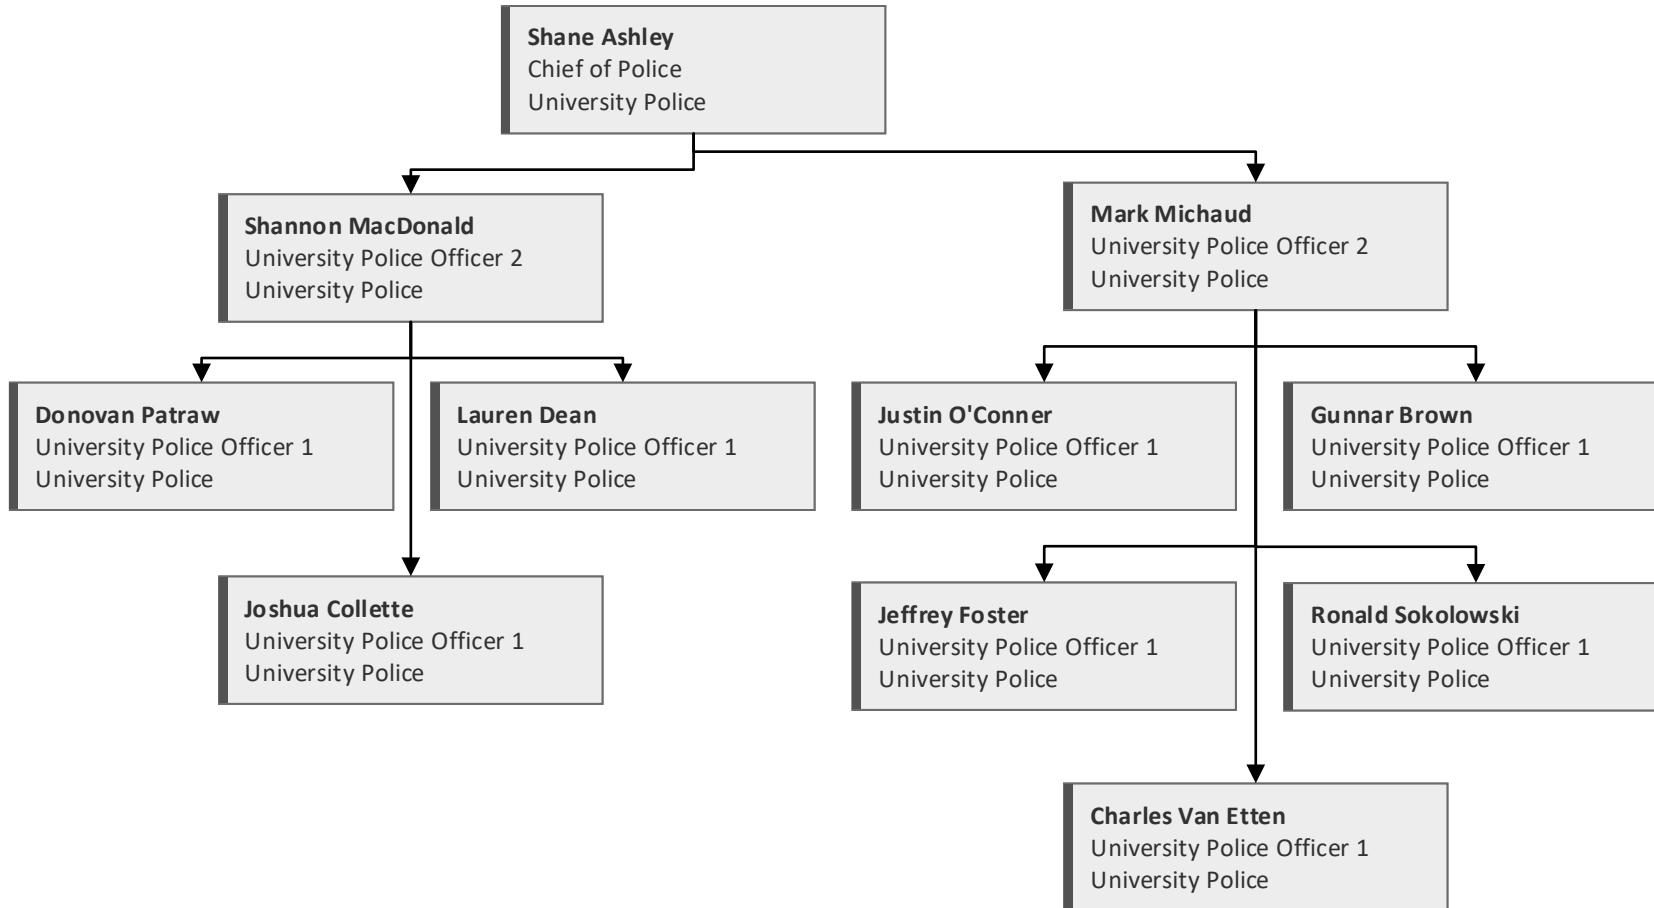 Shane Ashley
Chief of Police
University Police
Shannon MacDonald
University Police Officer 2
University Police
Mark Michaud
University Police Officer 2
University Police
Donovan Patraw
University Police Officer 1
University Police
Lauren Dean
University Police Officer 1
University Police
Justin O'Conner
University Police Officer 1
University Police
Gunnar Brown
University Police Officer 1
University Police
Joshua Collette
University Police Officer 1
University Police
Jeffrey Foster
University Police Officer 1
University Police
Ronald Sokolowski
University Police Officer 1
University Police
Charles Van Etten
University Police Officer 1
University Police